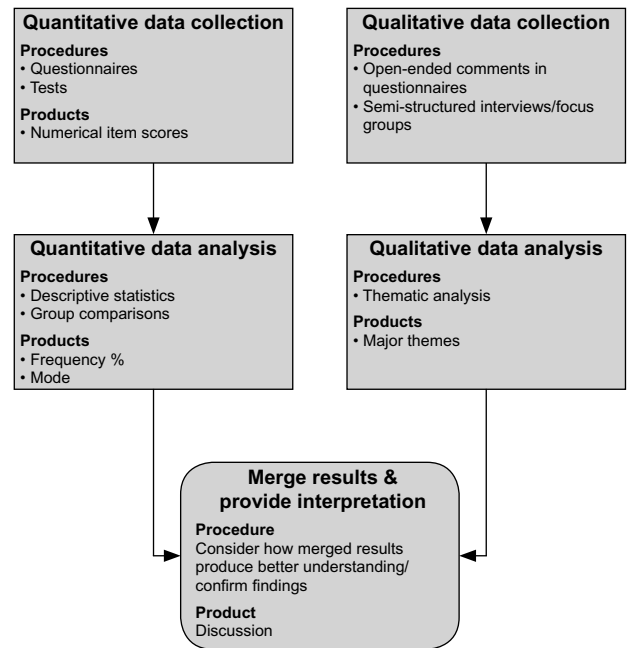 Quantitative data collection
Procedures
• Questionnaires
• Tests
Products
• Numerical item scores
Qualitative data collection
Procedures
• Open-ended comments in
questionnaires
• Semi-structured interviews/focus
groups
Quantitative data analysis
Procedures
• Descriptive statistics
• Group comparisons
Products
• Frequency %
• Mode
Qualitative data analysis
Procedures
• Thematic analysis
Products
• Major themes
Merge results &
provide interpretation
Procedure
Consider how merged results
produce better understanding/
confirm findings
Product
Discussion